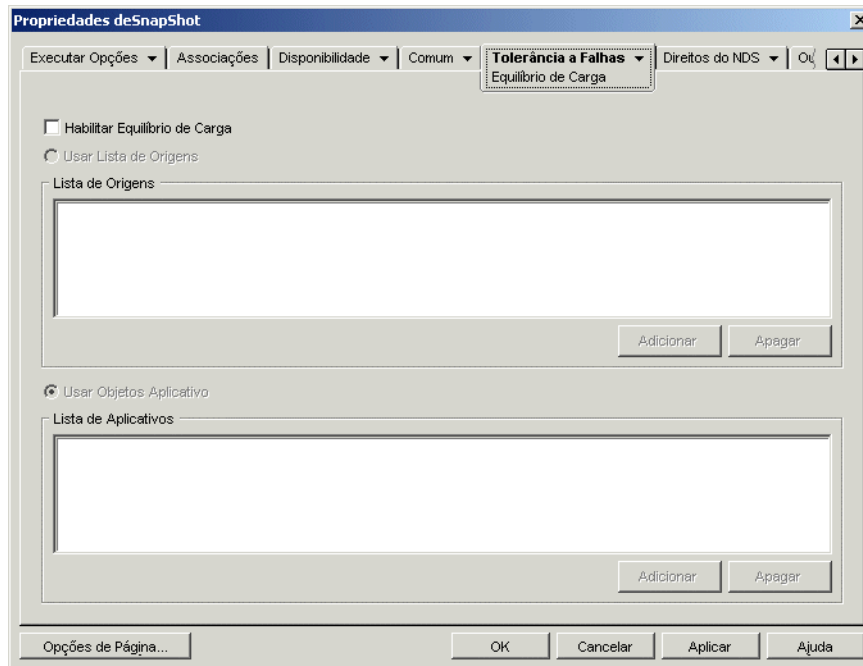 Propriedades deSnapShot
Executar Opções Associações Disponibilidade Comum Tolerância a Falhas Direitos do NDS
Equilíbrio de Carga
Habilitar Equilíbrio de Carga
Usar Lista de Origens
Lista de Origens
Adicionar Apagar
Usar Objetos Aplicativo
Lista de Aplicativos
Adicionar Apagar
Opções de Página... OK Cancelar Aplicar Ajuda